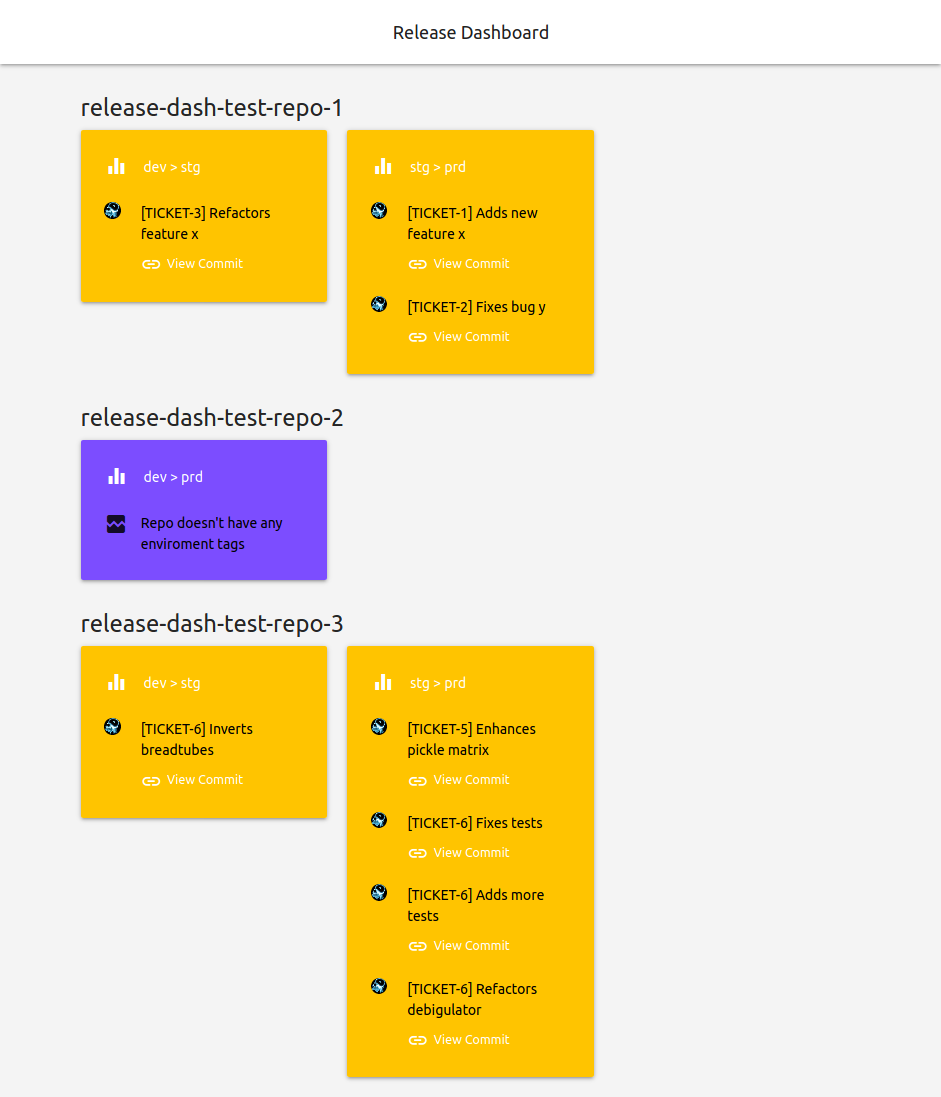 Release Dashboard
release-dash-test-repo-1
dev > stg
[TICKET-3] Refactors
feature x
View Commit
stg > prd
[TICKET-1] Adds new
feature x
View Commit
[TICKET-2] Fixes bug y
View Commit
release-dash-test-repo-2
dev > prd
Repo doesn't have any
enviroment tags
release-dash-test-repo-3
dev > stg
[TICKET-6] Inverts
breadtubes
View Commit
stg > prd
[TICKET-5] Enhances
pickle matrix
View Commit
[TICKET-6] Fixes tests
View Commit
[TICKET-6] Adds more
tests
View Commit
[TICKET-6] Refactors
debigulator
View Commit